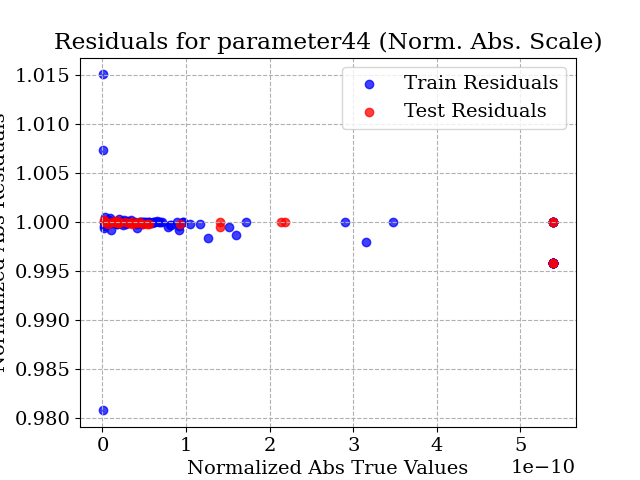 Residuals for parameter44 (Norm. Abs. Scale)
Train Residuals
Test Residuals
1.015
1.010
1.005
1.000
0.995
0.990
0.985
0.980
Normalized Abs Residuals
0 1 2 3 4 5
1e−10
Normalized Abs True Values